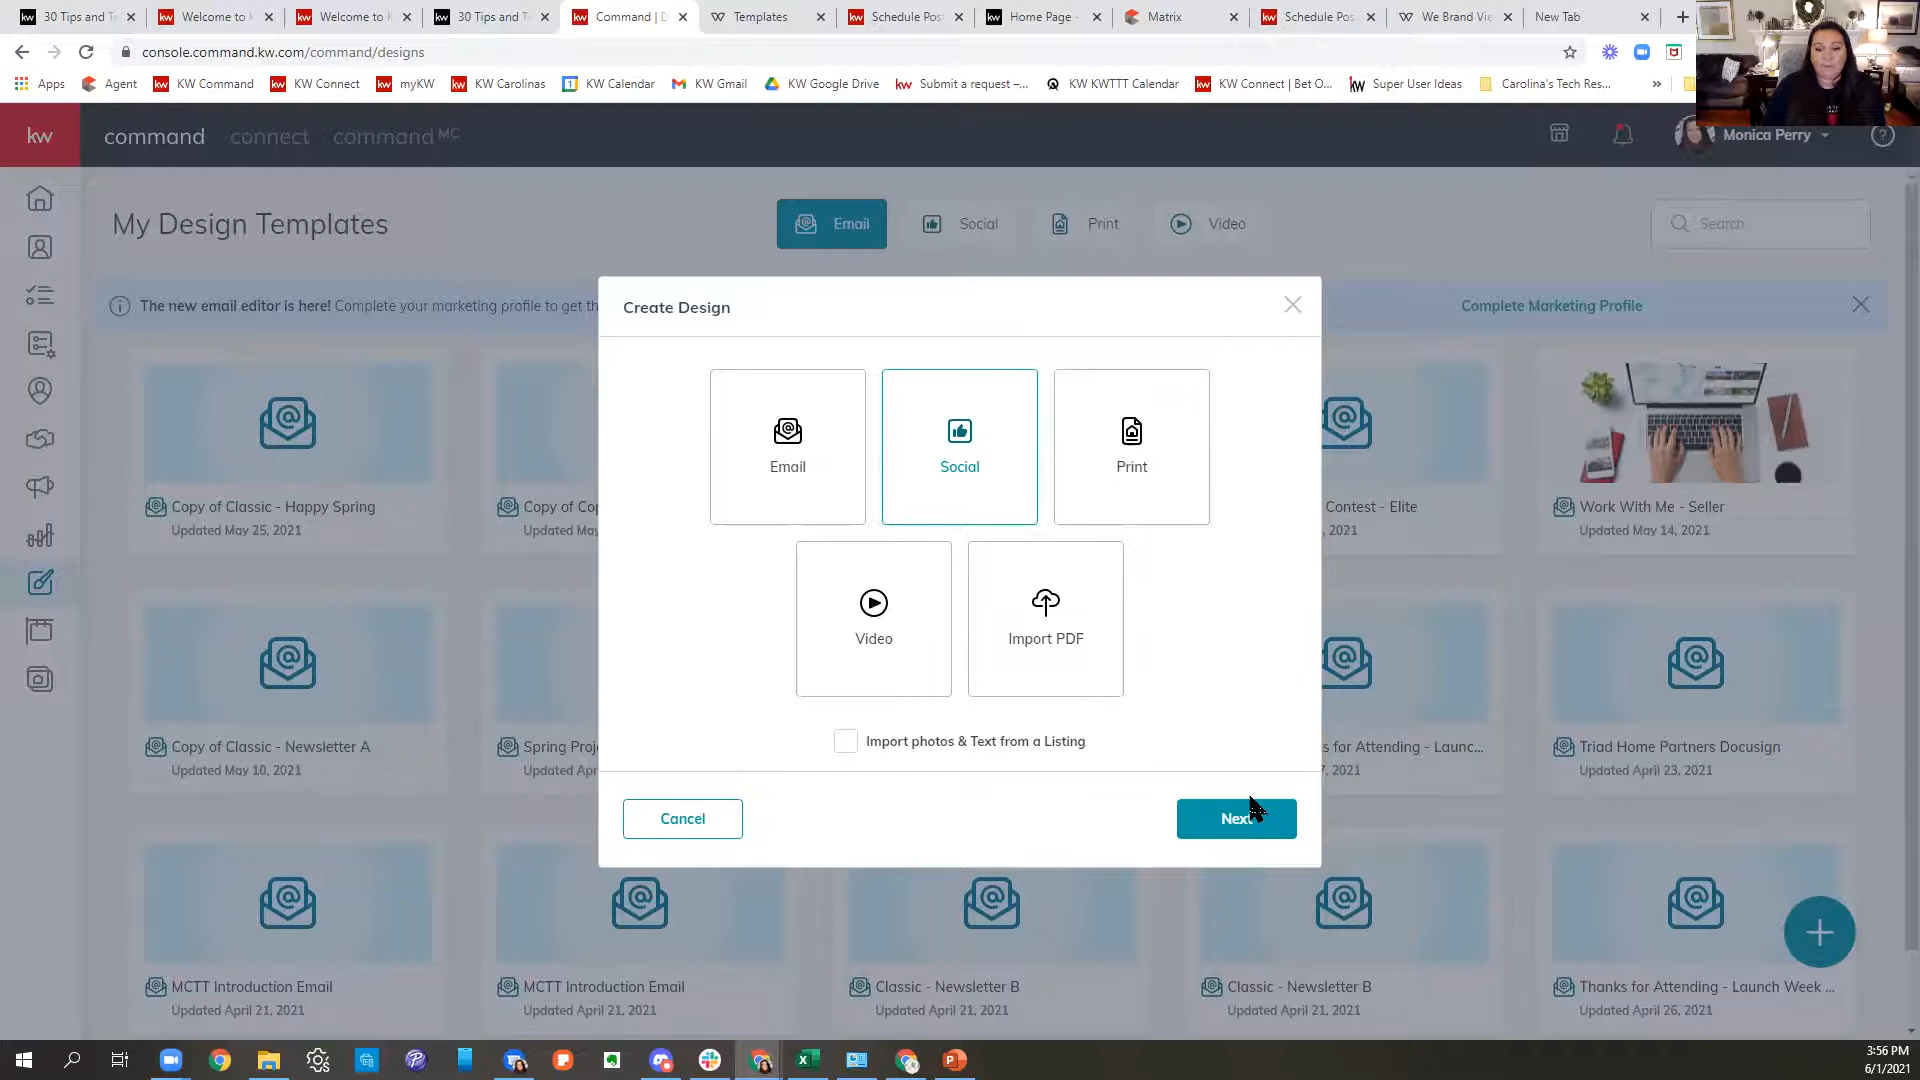 30 Tips and T
Welcome to k
Welcome to k
30 Tips and T
Command | D
Templates
Schedule Pos
Home Page -
Matrix
Schedule Pos
We Brand Vie
New Tab
console.command.kw.com/command/designs
Apps
Agent
KW Command
KW Connect
myKW
KW Carolinas
KW Calendar
KW Gmail
KW Google Drive
Submit a request –...
KW KWTTT Calendar
KW Connect | Bet O...
Super User Ideas
Carolina's Tech Res...
»
kw
command
connect
command MC
Monica Perry
My Design Templates
Email
Social
Print
Video
Search
The new email editor is here! Complete your marketing profile to get th
Complete Marketing Profile
Create Design
Email
Social
Print
Video
Import PDF
Import photos & Text from a Listing
Cancel
Next
Copy of Classic - Happy Spring
Updated May 25, 2021
Copy of Co
Updated May
Contest - Elite
, 2021
Work With Me - Seller
Updated May 14, 2021
Copy of Classic - Newsletter A
Updated May 10, 2021
Spring Proj
Updated Apr
s for Attending - Launc...
7, 2021
Triad Home Partners Docusign
Updated April 23, 2021
MCTT Introduction Email
Updated April 21, 2021
MCTT Introduction Email
Updated April 21, 2021
Classic - Newsletter B
Updated April 21, 2021
Classic - Newsletter B
Updated April 21, 2021
Thanks for Attending - Launch Week ...
Updated April 26, 2021
3:56 PM
6/1/2021